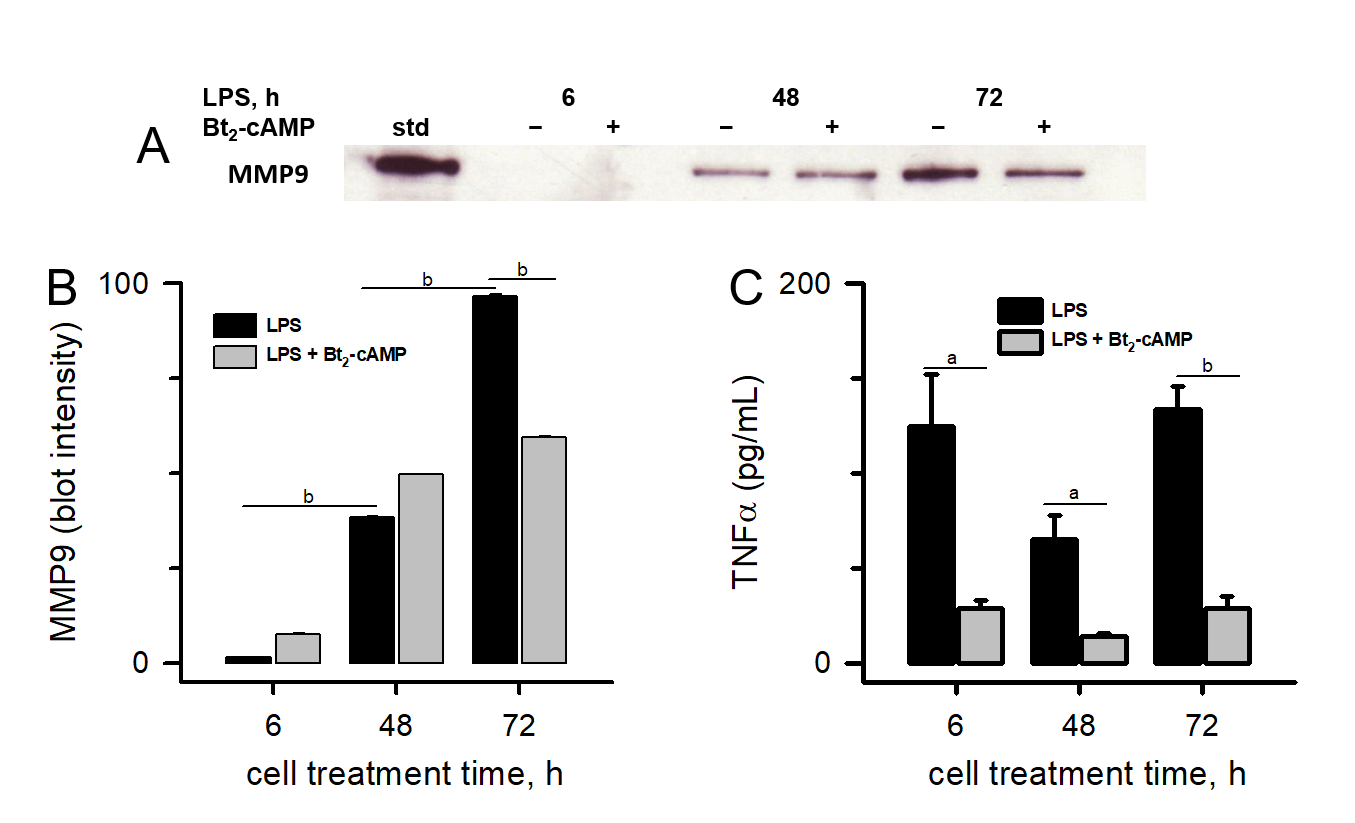 LPS, h 6 48 72
A
Bt2-cAMP std – + – + – +
MMP9
B
100
0
MMP9 (blot intensity)
LPS
LPS + Bt2-cAMP
b
b
b
6 48 72
cell treatment time, h
C
200
0
TNFα (pg/mL)
LPS
LPS + Bt2-cAMP
a
a
b
6 48 72
cell treatment time, h